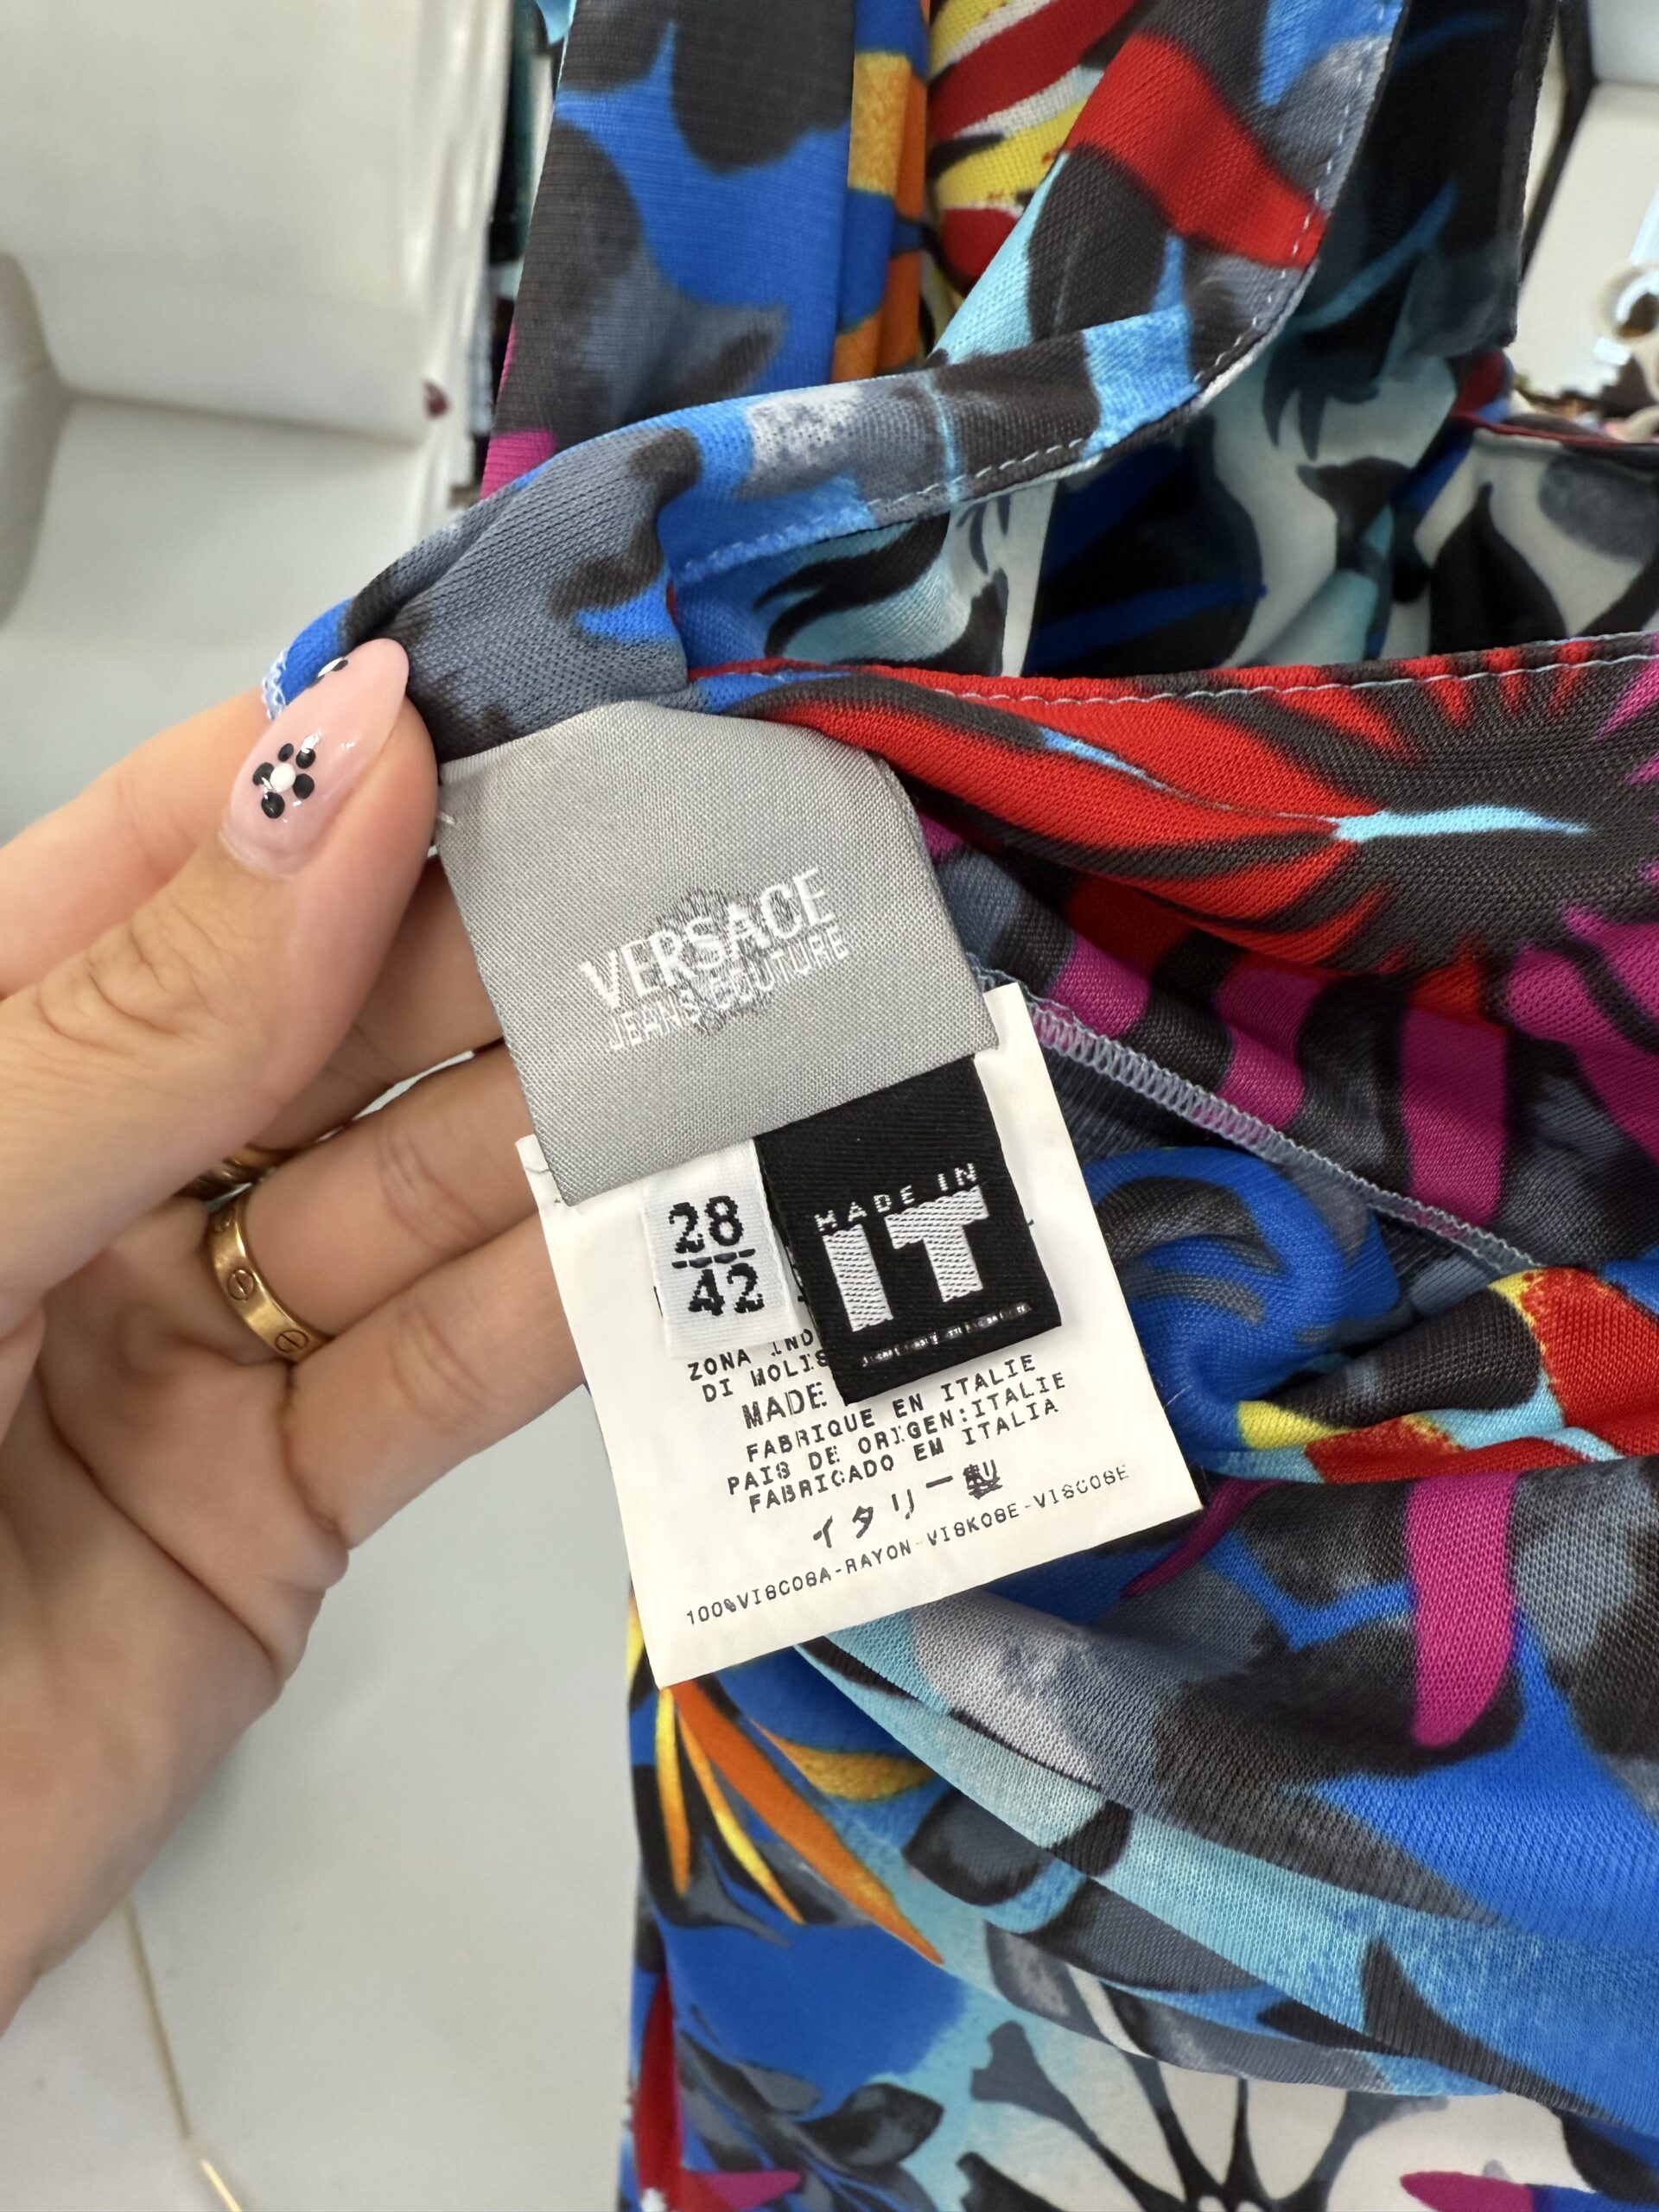 VERSACE
JEANS COUTURE
28
42
MADE IN
IT
ZONA IND
DI MOLIS
MADE
FABRIQUE EN ITALIE
PAIS DE ORIGEN:ITALIE
FABRICADO EM ITALIA
イタリー製
100%VISCOSA-RAYON-VISKOSE-VISCOSE